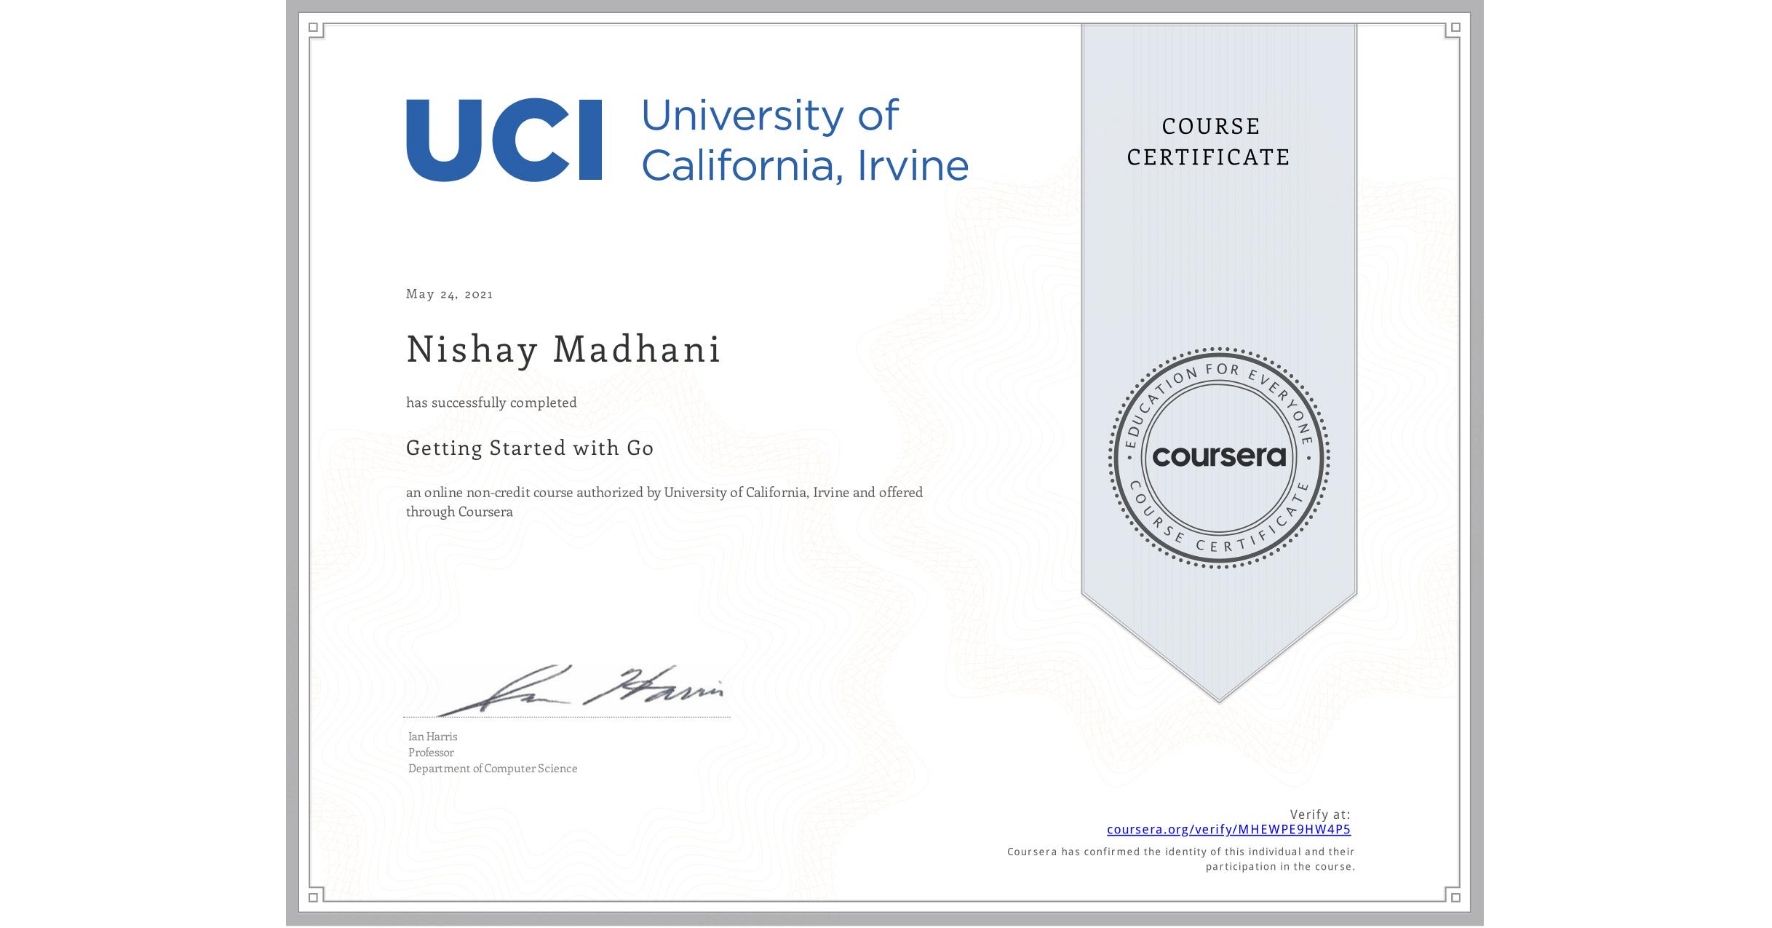 UCI University of
California, Irvine
COURSE
CERTIFICATE
May 24, 2021
Nishay Madhani
has successfully completed
Getting Started with Go
an online non-credit course authorized by University of California, Irvine and offered
through Coursera
EDUCATION FOR EVERYONE
coursera
COURSE CERTIFICATE
Ian Harris
Ian Harris
Professor
Department of Computer Science
Verify at:
coursera.org/verify/MHEWPE9HW4P5
Coursera has confirmed the identity of this individual and their
participation in the course.